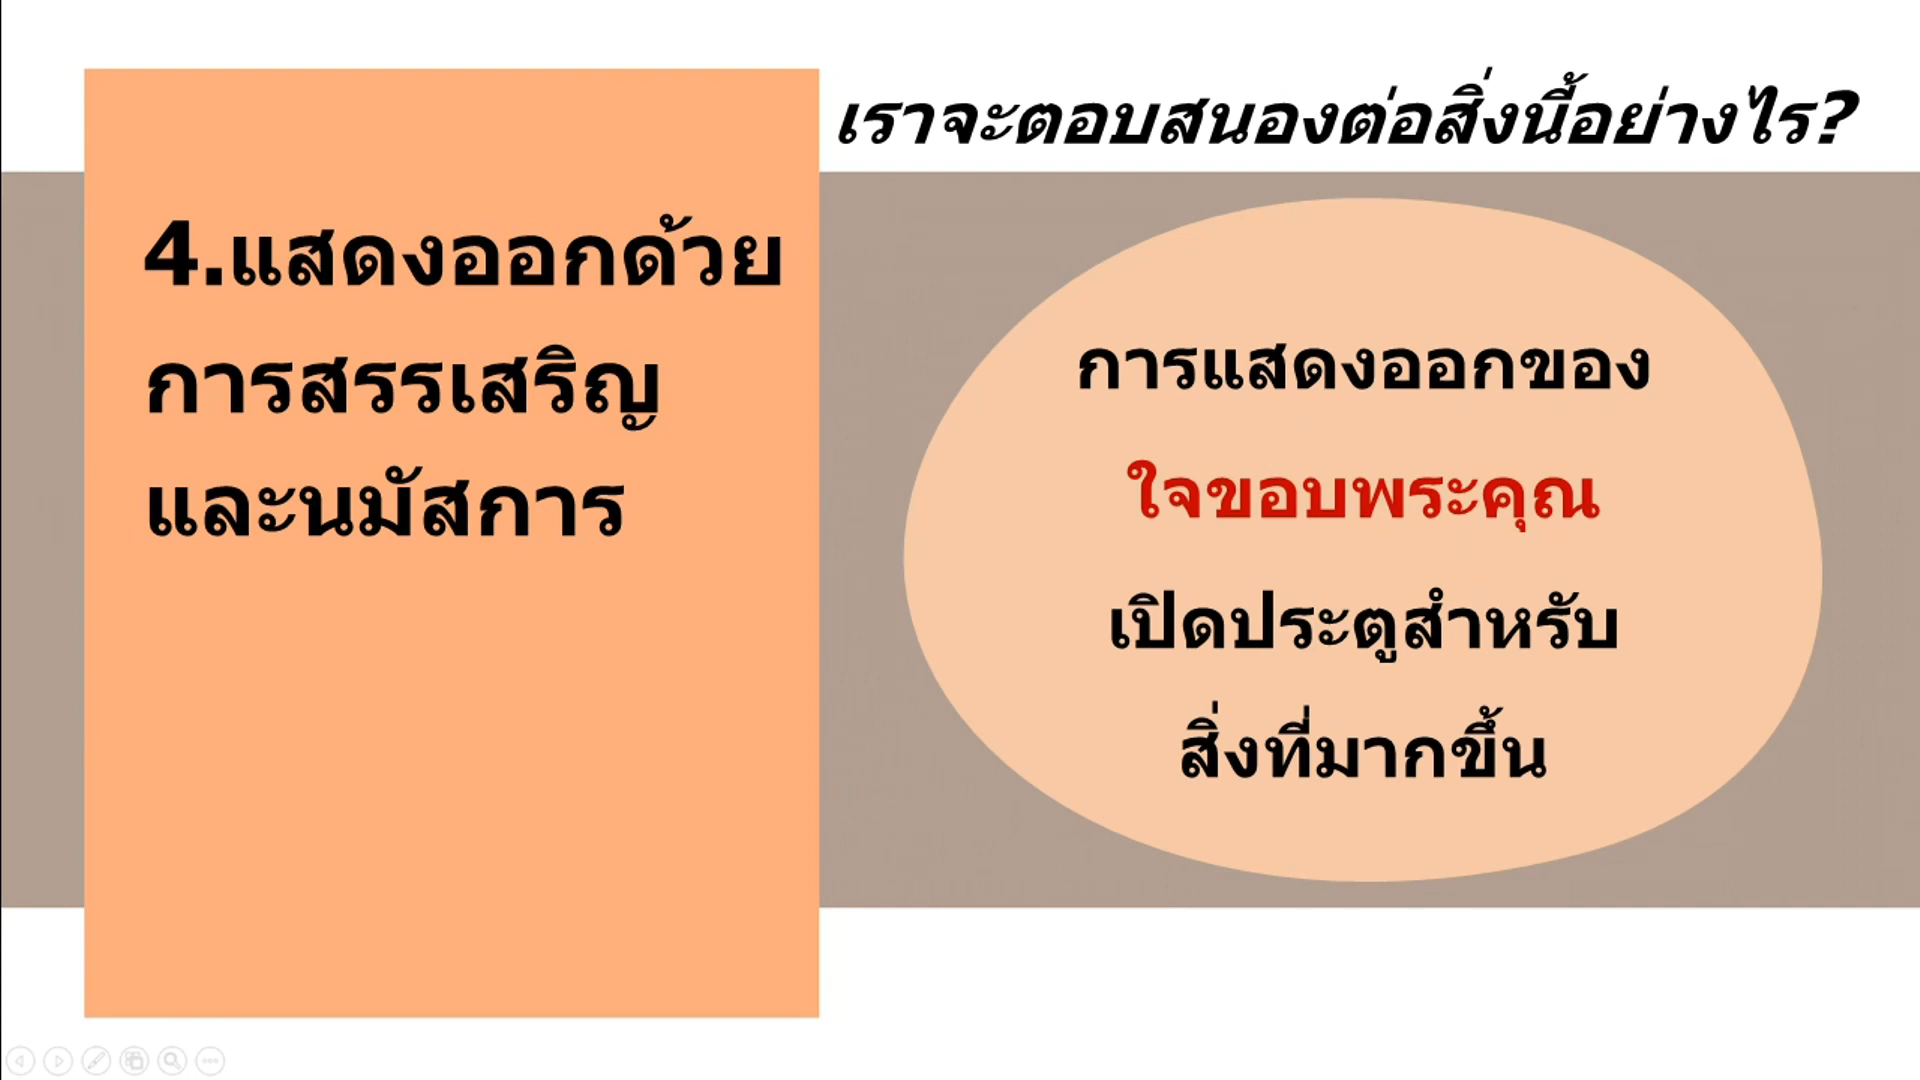 เราจะตอบสนองต่อสิ่งนี้อย่างไร?
4.แสดงออกด้วย
การสรรเสริญ
และนมัสการ
การแสดงออกของ
ใจขอบพระคุณ
เปิดประตูสำหรับ
สิ่งที่มากขึ้น